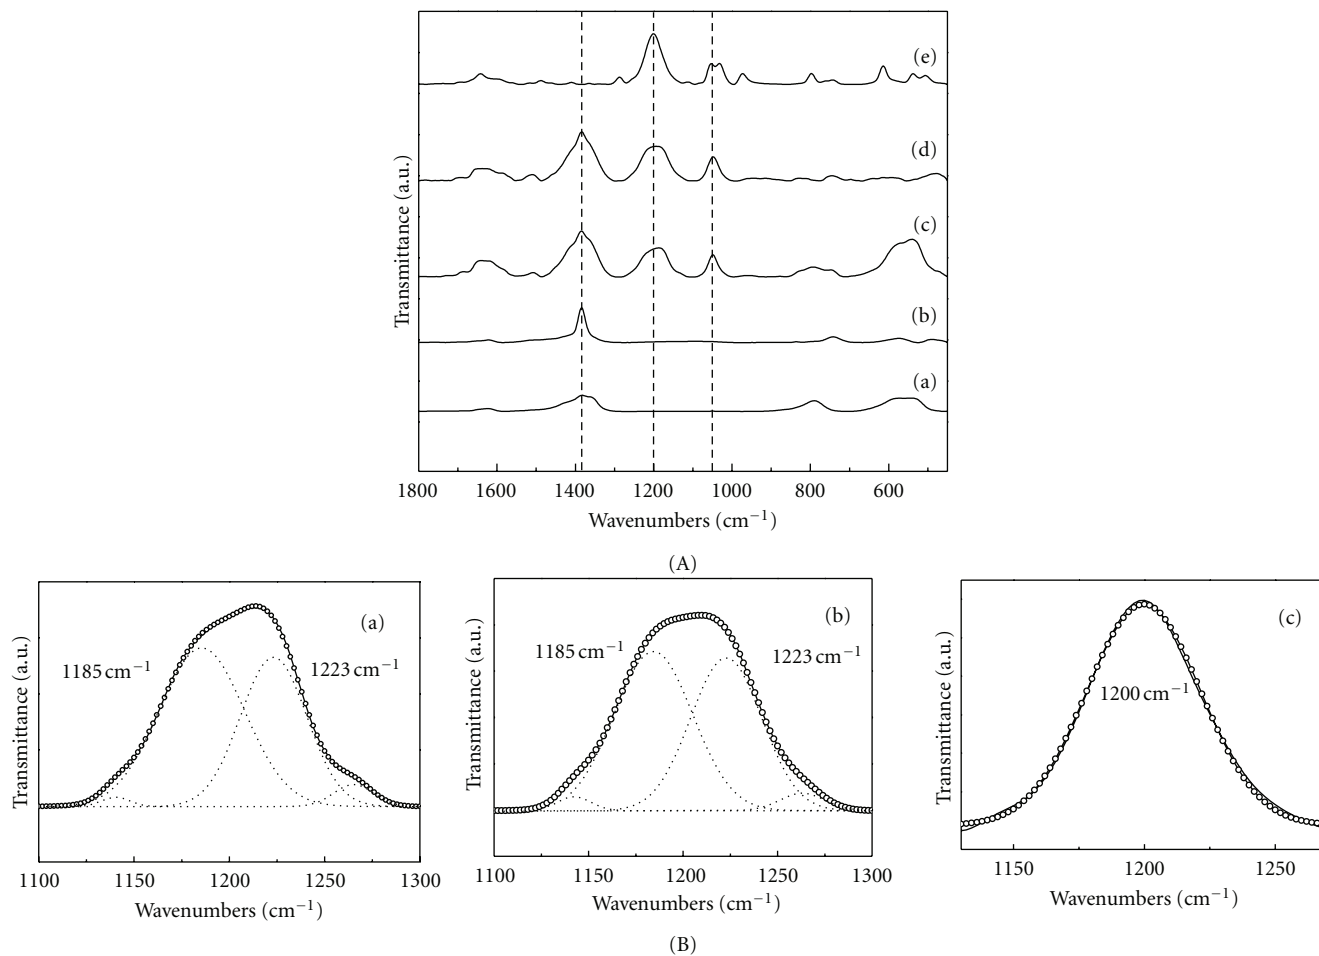 (e)
(d)
(c)
(b)
(a)
Transmittance (a.u.)
1800 1600 1400 1200 1000 800 600
Wavenumbers (cm−1)
(A)
(a)
1185 cm−1
1223 cm−1
Transmittance (a.u.)
1100 1150 1200 1250 1300
Wavenumbers (cm−1)
(b)
1185 cm−1
1223 cm−1
Transmittance (a.u.)
1100 1150 1200 1250 1300
Wavenumbers (cm−1)
(c)
1200 cm−1
Transmittance (a.u.)
1150 1200 1250
Wavenumbers (cm−1)
(B)